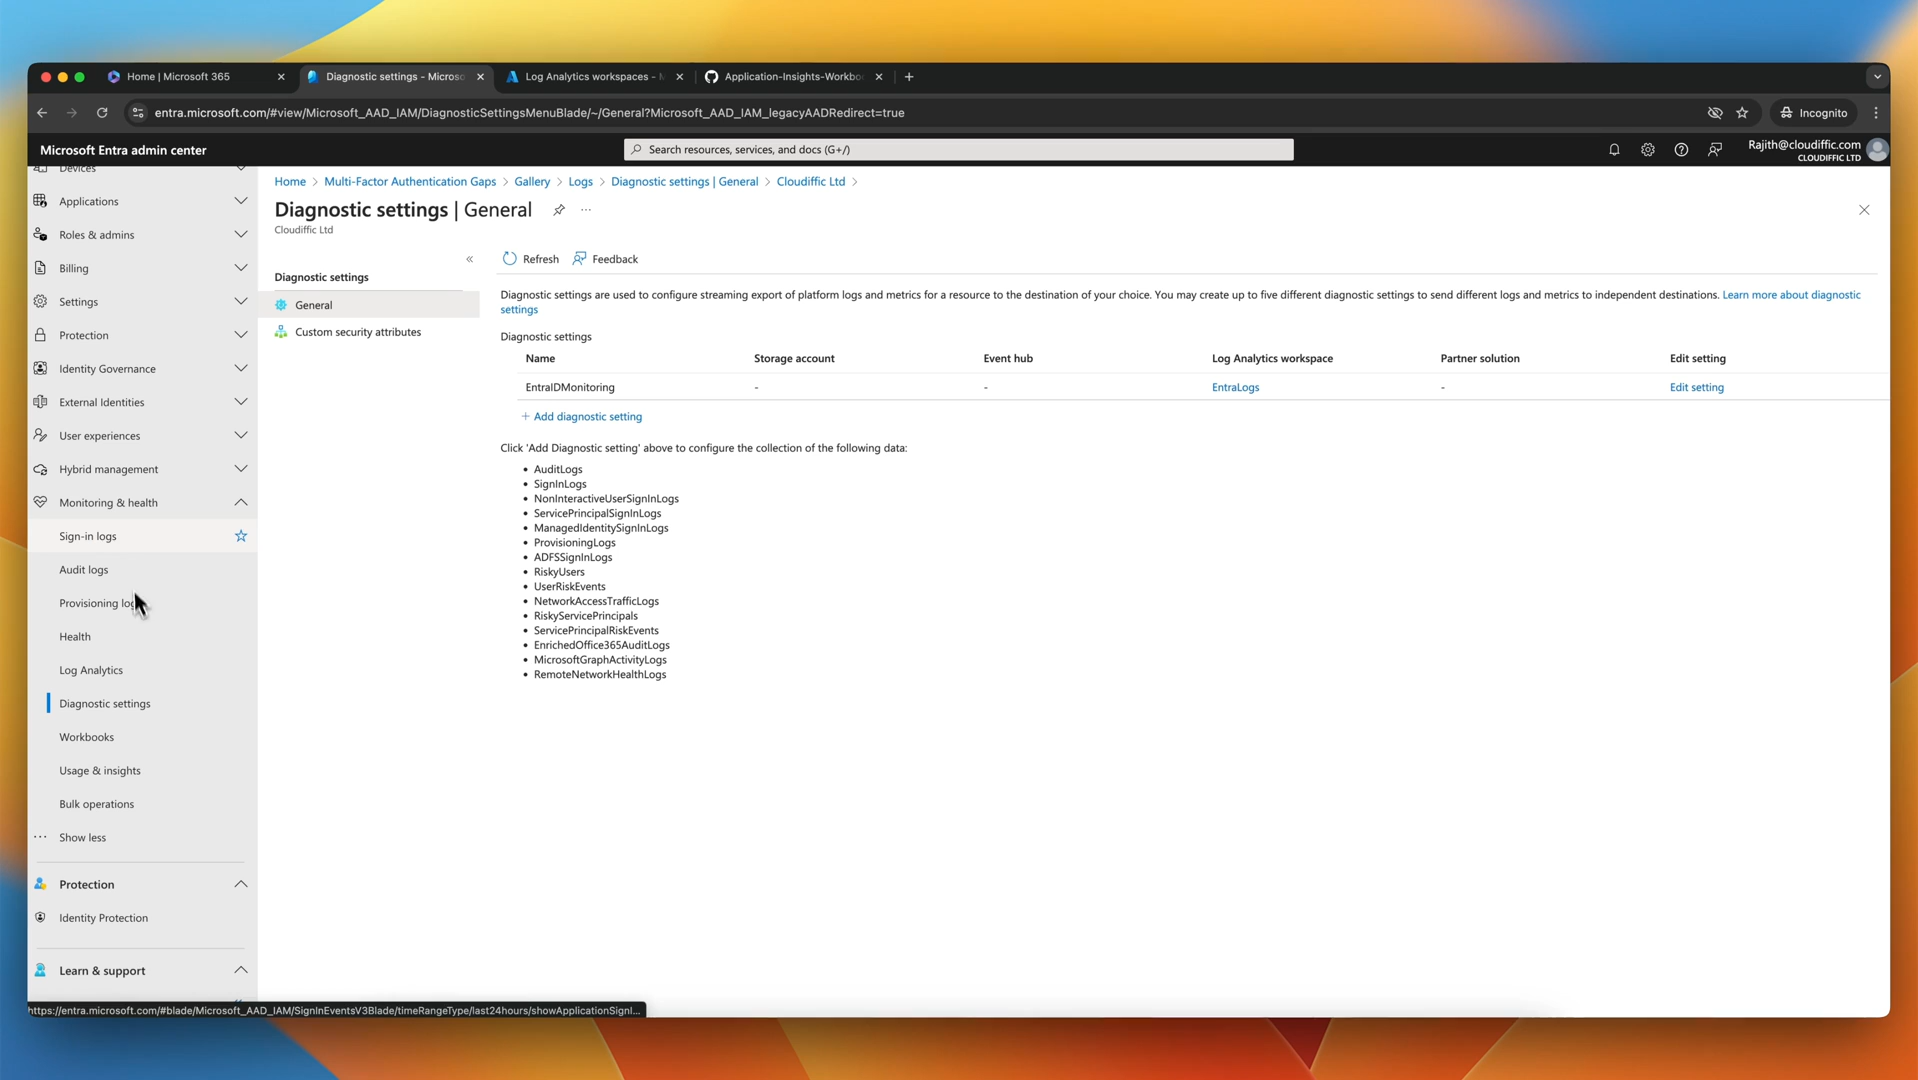 Home | Microsoft 365
Diagnostic settings - Microso
Log Analytics workspaces - M
Application-Insights-Workboo
entra.microsoft.com/#view/Microsoft_AAD_IAM/DiagnosticSettingsMenuBlade/~/General?Microsoft_AAD_IAM_legacyAADRedirect=true
Incognito
Microsoft Entra admin center
Search resources, services, and docs (G+/)
Rajith@cloudiffic.com
CLOUDIFFIC LTD
Devices
Applications
Roles & admins
Billing
Settings
Protection
Identity Governance
External Identities
User experiences
Hybrid management
Monitoring & health
Sign-in logs
Audit logs
Provisioning log
Health
Log Analytics
Diagnostic settings
Workbooks
Usage & insights
Bulk operations
Show less
Protection
Identity Protection
Learn & support
Home > Multi-Factor Authentication Gaps > Gallery > Logs > Diagnostic settings | General > Cloudiffic Ltd >
Diagnostic settings | General
Cloudiffic Ltd
Diagnostic settings
General
Custom security attributes
Refresh
Feedback
Diagnostic settings are used to configure streaming export of platform logs and metrics for a resource to the destination of your choice. You may create up to five different diagnostic settings to send different logs and metrics to independent destinations. Learn more about diagnostic
settings
Diagnostic settings
Name Storage account Event hub Log Analytics workspace Partner solution Edit setting
EntraIDMonitoring - - EntraLogs - Edit setting
+ Add diagnostic setting
Click 'Add Diagnostic setting' above to configure the collection of the following data:
• AuditLogs
• SignInLogs
• NonInteractiveUserSignInLogs
• ServicePrincipalSignInLogs
• ManagedIdentitySignInLogs
• ProvisioningLogs
• ADFSSignInLogs
• RiskyUsers
• UserRiskEvents
• NetworkAccessTrafficLogs
• RiskyServicePrincipals
• ServicePrincipalRiskEvents
• EnrichedOffice365AuditLogs
• MicrosoftGraphActivityLogs
• RemoteNetworkHealthLogs
https://entra.microsoft.com/#blade/Microsoft_AAD_IAM/SignInEventsV3Blade/timeRangeType/last24hours/showApplicationSignI...